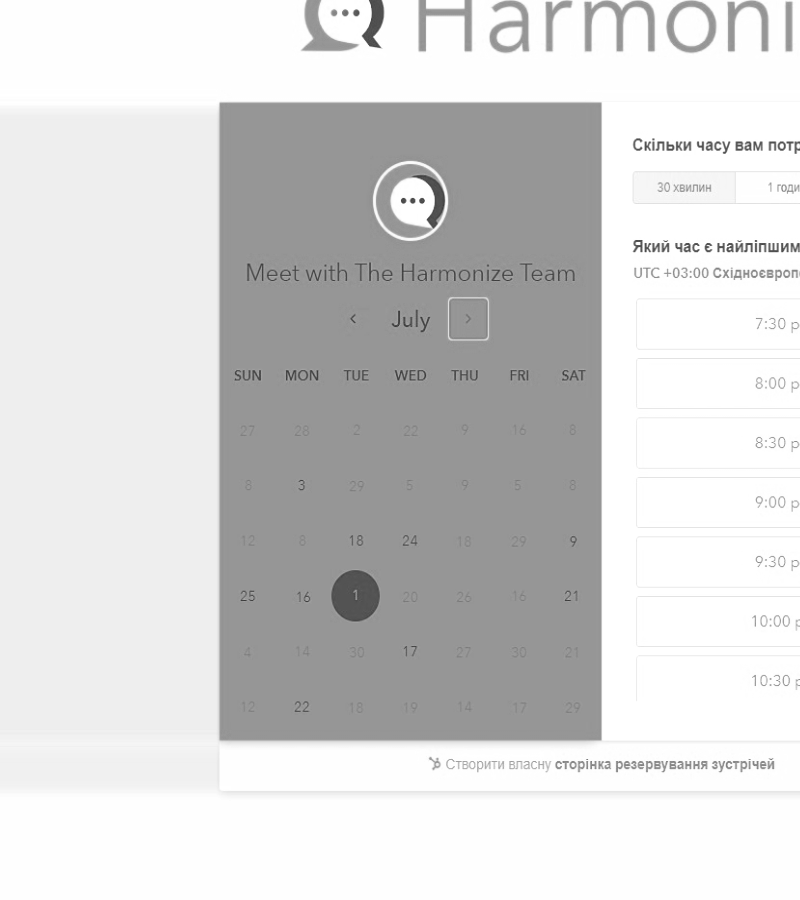 Harmoni
Meet with The Harmonize Team
July
SUN MON TUE WED THU FRI SAT
27 28 2 22 9 16 8
8 3 29 5 9 5 8
12 8 18 24 18 29 9
25 16 1 20 26 16 21
4 14 30 17 27 30 21
12 22 18 19 14 17 29
Скільки часу вам потр
30 хвилин 1 годи
Який час є найліпшим
UTC +03:00 Східноєвропе
7:30 p
8:00 p
8:30 p
9:00 p
9:30 p
10:00 p
10:30 p
Створити власну сторінка резервування зустрічей